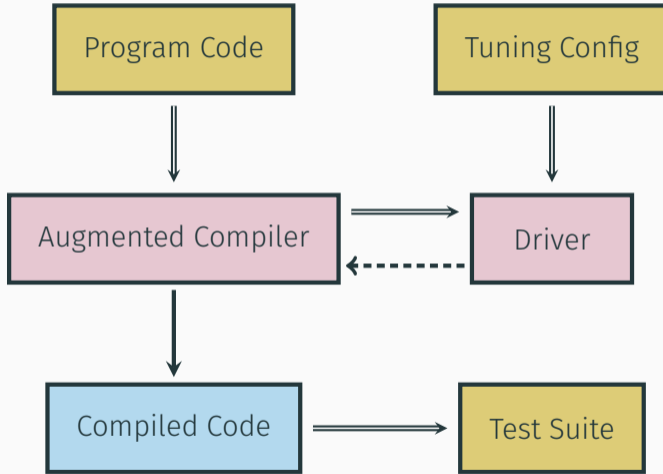 Program Code
Tuning Config
Augmented Compiler
Driver
Compiled Code
Test Suite